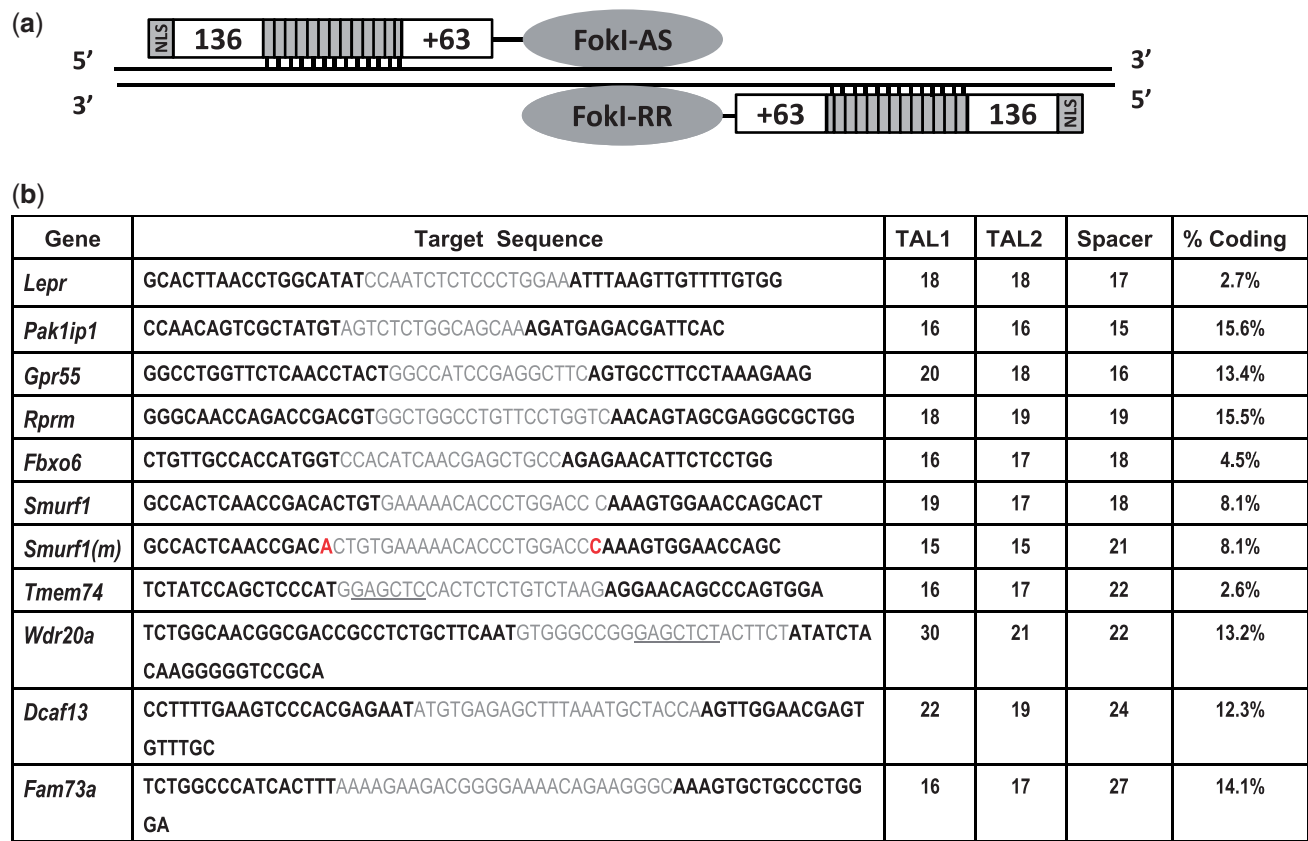 (a)
NLS 136 +63 FokI-AS
5’ 3’
3’ 5’
FokI-RR +63 136 NLS
(b)
Gene Target Sequence TAL1 TAL2 Spacer % Coding
Lepr GCACTTAACCTGGCATATCCAATCTCTCCCTGGAAATTTAAGTTGTTTTGTGG 18 18 17 2.7%
Pak1ip1 CCAACAGTCGCTATGTAGTCTCTGGCAGCAAAGATGAGACGATTCAC 16 16 15 15.6%
Gpr55 GGCCTGGTTCTCAACCTACTGGCCATCCGAGGCTTCAGTGCCTTCCTAAAGAAG 20 18 16 13.4%
Rprm GGGCAACCAGACCGACGTGGCTGGCCTGTTCCTGGTCAACAGTAGCGAGGCGCTGG 18 19 19 15.5%
Fbxo6 CTGTTGCCACCATGGTCCACATCAACGAGCTGCCAGAGAACATTCTCCTGG 16 17 18 4.5%
Smurf1 GCCACTCAACCGACACTGTGAAAAACACCCTGGACC CAAAGTGGAACCAGCACT 19 17 18 8.1%
Smurf1(m) GCCACTCAACCGACACTGTGAAAAACACCCTGGACCCAAAGTGGAACCAGC 15 15 21 8.1%
Tmem74 TCTATCCAGCTCCCATGGAGCTCCACTCTCTGTCTAAGAGGAACAGCCCAGTGGA 16 17 22 2.6%
Wdr20a TCTGGCAACGGCGACCGCCTCTGCTTCAATGTGGGCCGGGAGCTCTACTTCTATATCTA 30 21 22 13.2%
CAAGGGGGTCCGCA
Dcaf13 CCTTTTGAAGTCCCACGAGAATATGTGAGAGCTTTAAATGCTACCAAGTTGGAACGAGT 22 19 24 12.3%
GTTTGC
Fam73a TCTGGCCCATCACTTTAAAAGAAGACGGGGAAAACAGAAGGGCAAAGTGCTGCCCTGG 16 17 27 14.1%
GA